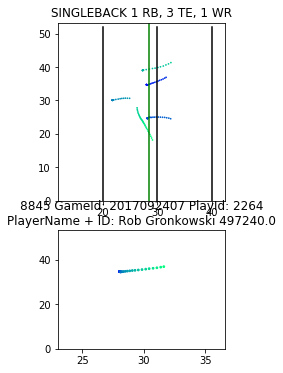 SINGLEBACK 1 RB, 3 TE, 1 WR
50
40
30
20
10
0
20 30 40
8845 GameId: 2017092407 PlayId: 2264
PlayerName + ID: Rob Gronkowski 497240.0
40
20
0
25 30 35